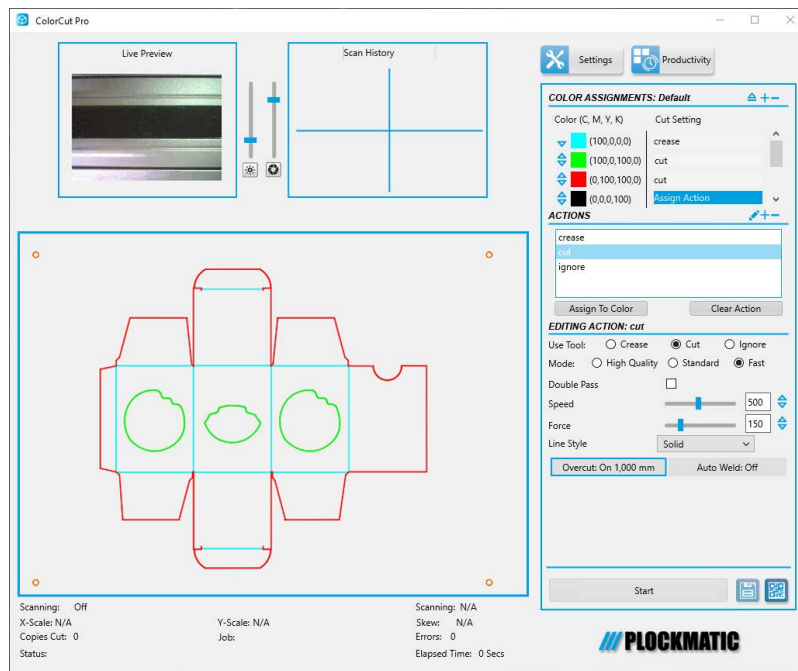 ColorCut Pro
Live Preview
Scan History
Settings
Productivity
COLOR ASSIGNMENTS: Default
Color (C, M, Y, K) Cut Setting
(100,0,0,0) crease
(100,0,100,0) cut
(0,100,100,0) cut
(0,0,0,100) Assign Action
ACTIONS
crease
cut
ignore
Assign To Color Clear Action
EDITING ACTION: cut
Use Tool: Crease Cut Ignore
Mode: High Quality Standard Fast
Double Pass
Speed 500
Force 150
Line Style Solid
Overcut: On 1,000 mm Auto Weld: Off
Start
Scanning: Off Scanning: N/A
X-Scale: N/A Y-Scale: N/A Skew: N/A
Copies Cut: 0 Job: Errors: 0
Status: Elapsed Time: 0 Secs
PLOCKMATIC